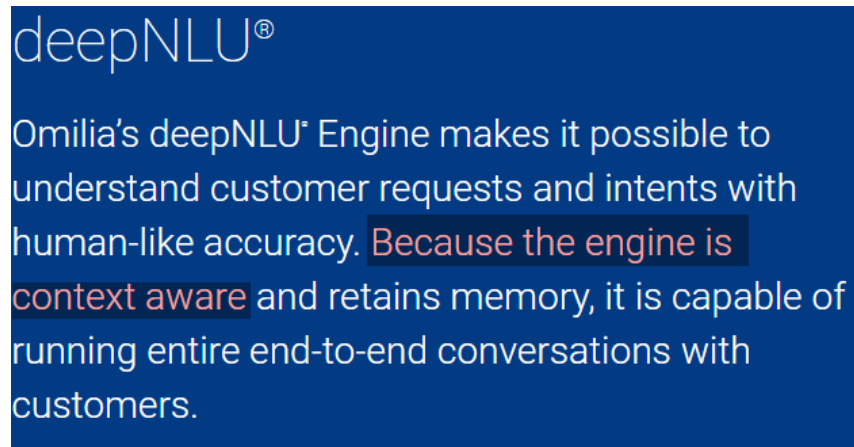 deepNLU®
Omilia's deepNLU® Engine makes it possible to
understand customer requests and intents with
human-like accuracy. Because the engine is
context aware and retains memory, it is capable of
running entire end-to-end conversations with
customers.